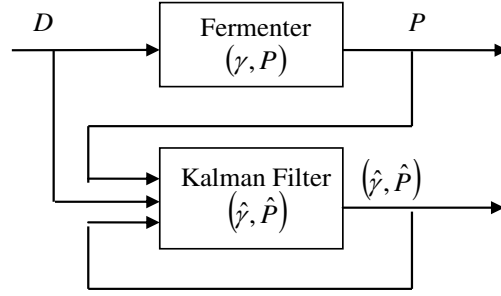 D
Fermenter
(γ, P)
P
Kalman Filter
(γ̂, P̂)
(γ̂, P̂)